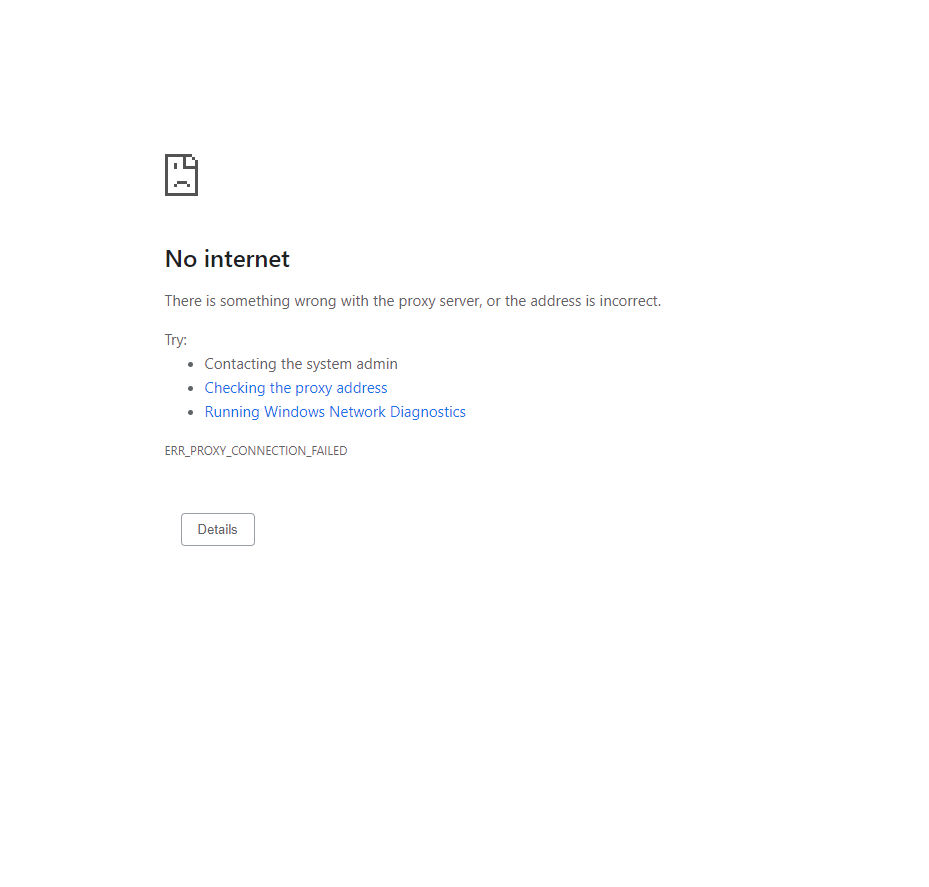 No internet
There is something wrong with the proxy server, or the address is incorrect.
Try:
• Contacting the system admin
• Checking the proxy address
• Running Windows Network Diagnostics
ERR_PROXY_CONNECTION_FAILED
Details